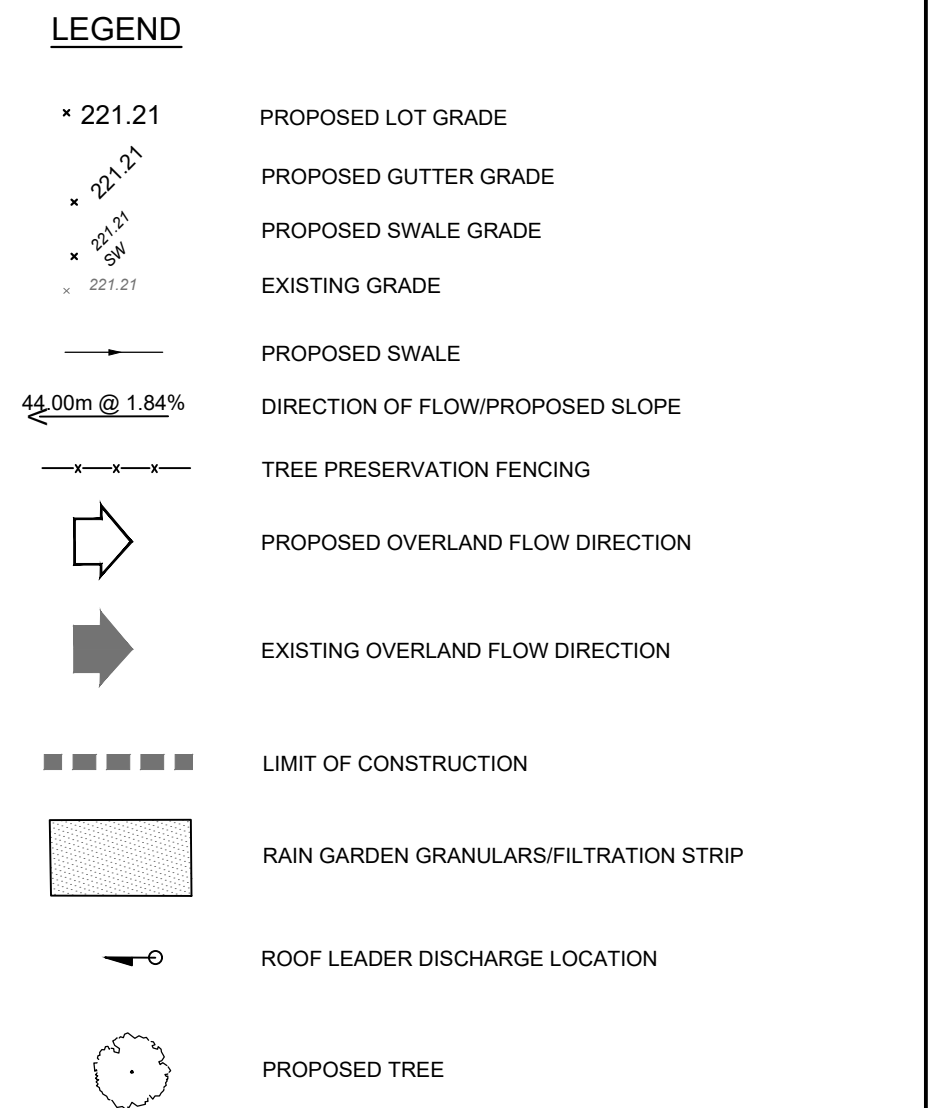 LEGEND
× 221.21 PROPOSED LOT GRADE
× 221.21 PROPOSED GUTTER GRADE
× 221.21 SW PROPOSED SWALE GRADE
× 221.21 EXISTING GRADE
PROPOSED SWALE
44.00m @ 1.84% DIRECTION OF FLOW/PROPOSED SLOPE
x x x TREE PRESERVATION FENCING
PROPOSED OVERLAND FLOW DIRECTION
EXISTING OVERLAND FLOW DIRECTION
LIMIT OF CONSTRUCTION
RAIN GARDEN GRANULARS/FILTRATION STRIP
ROOF LEADER DISCHARGE LOCATION
PROPOSED TREE